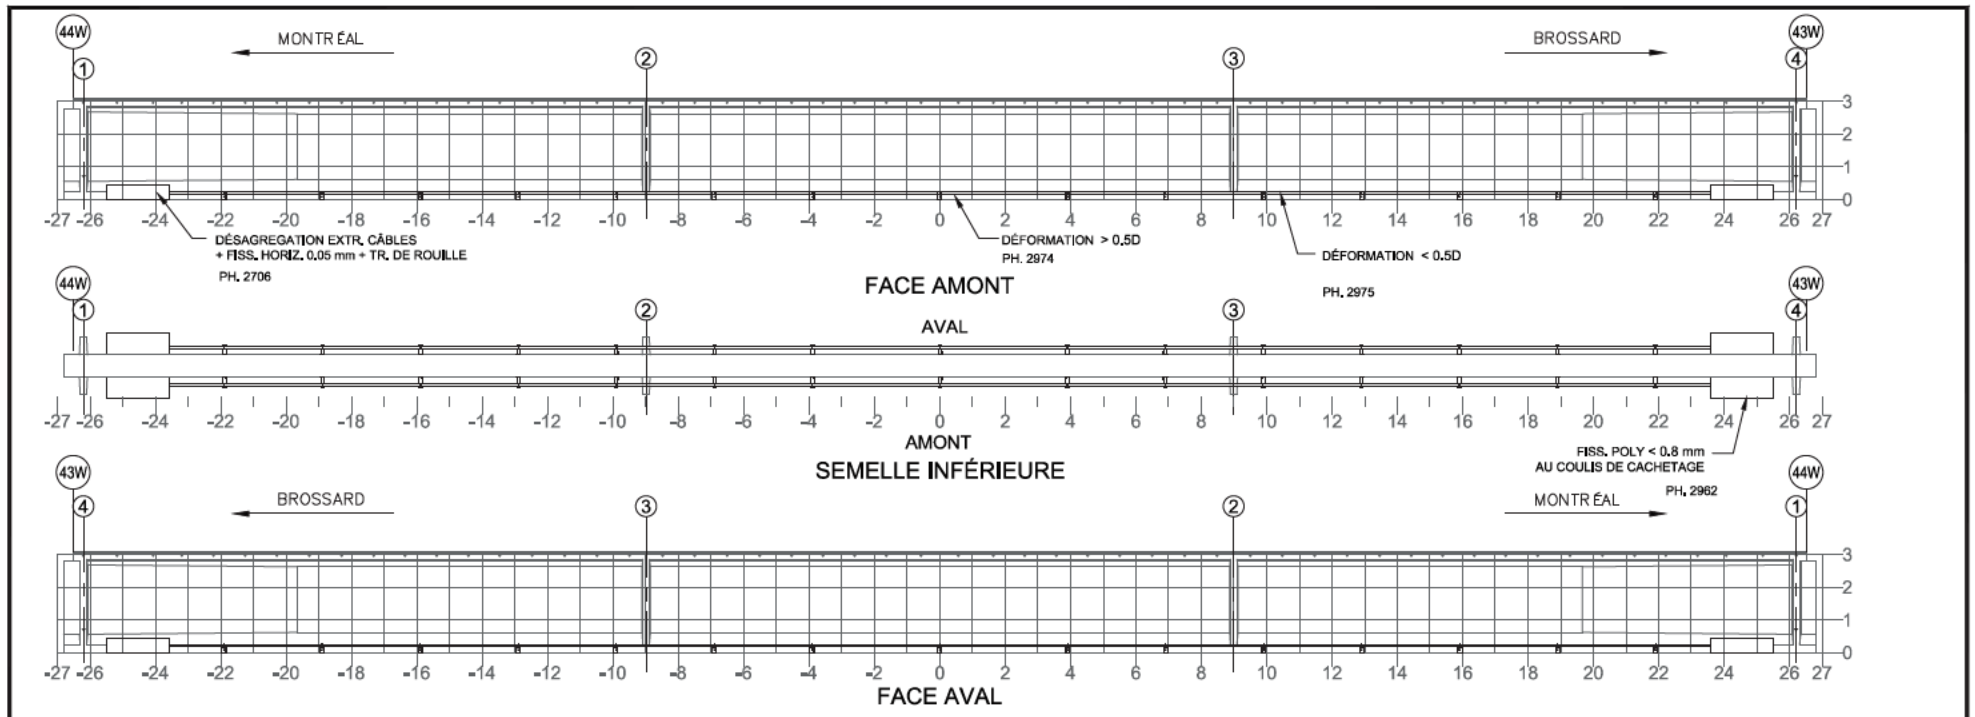 44W 43W
MONTRÉAL BROSSARD
1 2 3 4
3
2
1
0
-27 -26 -24 -22 -20 -18 -16 -14 -12 -10 -8 -6 -4 -2 0 2 4 6 8 10 12 14 16 18 20 22 24 26 27
DÉSAGREGATION EXTR. CÂBLES
+ FISS. HORIZ. 0.05 mm + TR. DE ROUILLE
PH. 2706
DÉFORMATION > 0.5D
PH. 2974
DÉFORMATION < 0.5D
PH. 2975
FACE AMONT
44W 43W
1 2 3 4
AVAL
-27 -26 -24 -22 -20 -18 -16 -14 -12 -10 -8 -6 -4 -2 0 2 4 6 8 10 12 14 16 18 20 22 24 26 27
AMONT
SEMELLE INFÉRIEURE
FISS. POLY < 0.8 mm
AU COULIS DE CACHETAGE
PH. 2962
43W 44W
BROSSARD MONTRÉAL
4 3 2 1
3
2
1
0
-27 -26 -24 -22 -20 -18 -16 -14 -12 -10 -8 -6 -4 -2 0 2 4 6 8 10 12 14 16 18 20 22 24 26 27
FACE AVAL